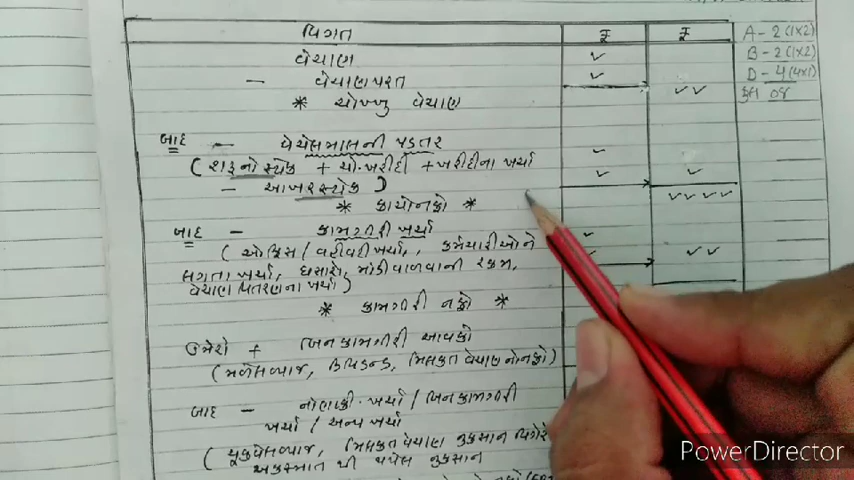 વિગત ₹ ₹
વેચાણ
- વેચાણપરત
* ચોખ્ખુ વેચાણ
બાદ - વેચેલમાલની પડતર
(શરૂનો સ્ટોક + ચો.ખરીદી + ખરીદીના ખર્ચા
- આખરસ્ટોક)
* કાચોનફો *
બાદ - કામગીરી ખર્ચા
(ઓફિસ / વહીવટી ખર્ચા, કર્મચારીઓને
લગતા ખર્ચા, ઘસારો, માંડીવાળવાની રકમ,
વેચાણ વિતરણના ખર્ચા)
* કામગીરી નફો *
ઉમેરો + બિનકામગીરી આવકો
(મળેલવ્યાજ, ડિવિડન્ડ, મિલકત વેચાણ નોનફો)
બાદ - નાણાકી. ખર્ચા / બિનકામગીરી
ખર્ચા / અન્ય ખર્ચા
(ચૂકવેલવ્યાજ, મિલકત વેચાણ નુકસાન વિગેરે
અકસ્માત થી થયેલ નુકસાન
A - 2 (1×2)
B - 2 (1×2)
D - 4 (4×1)
કુલ 08
PowerDirector